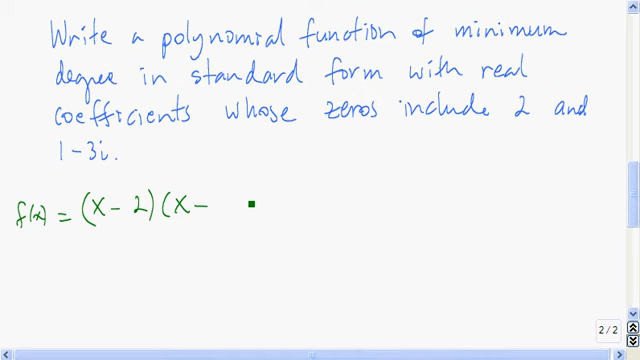 Write a polynomial function of minimum
degree in standard form with real
coefficients whose zeros include 2 and
1-3i.
f(x) = (x-2)(x-
2/2